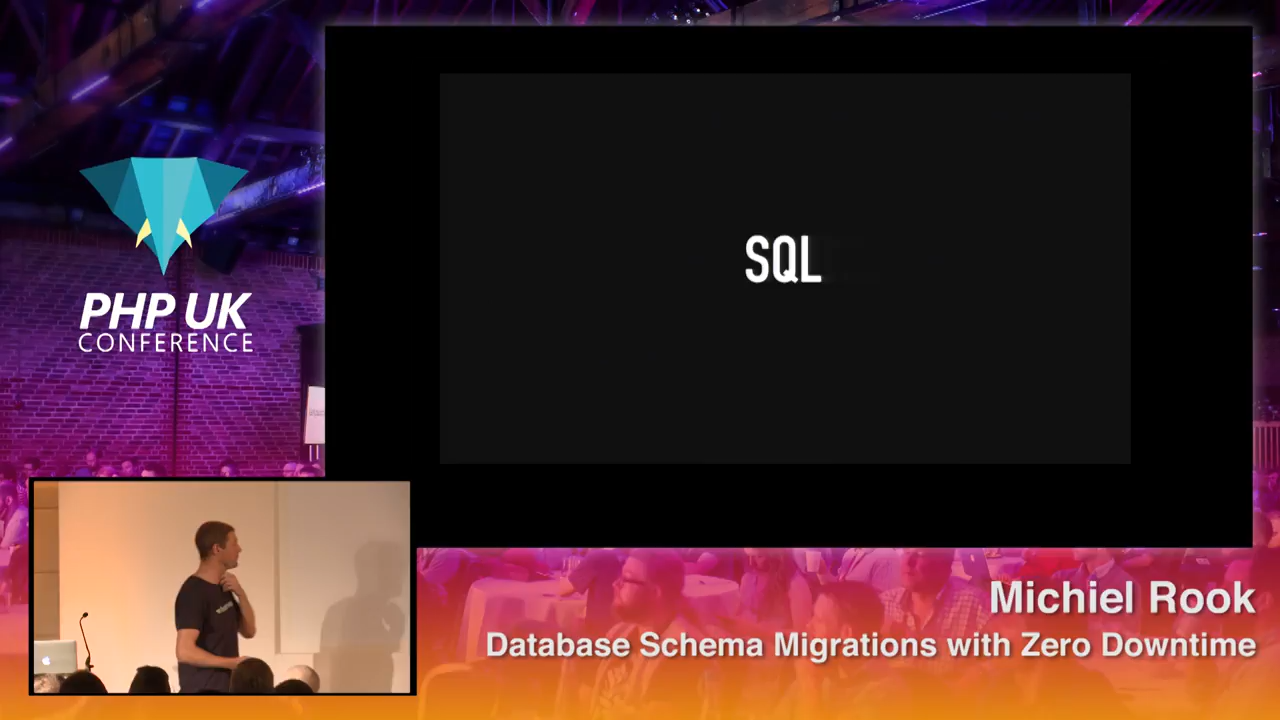 SQL
PHP UK
CONFERENCE
Michiel Rook
Database Schema Migrations with Zero Downtime